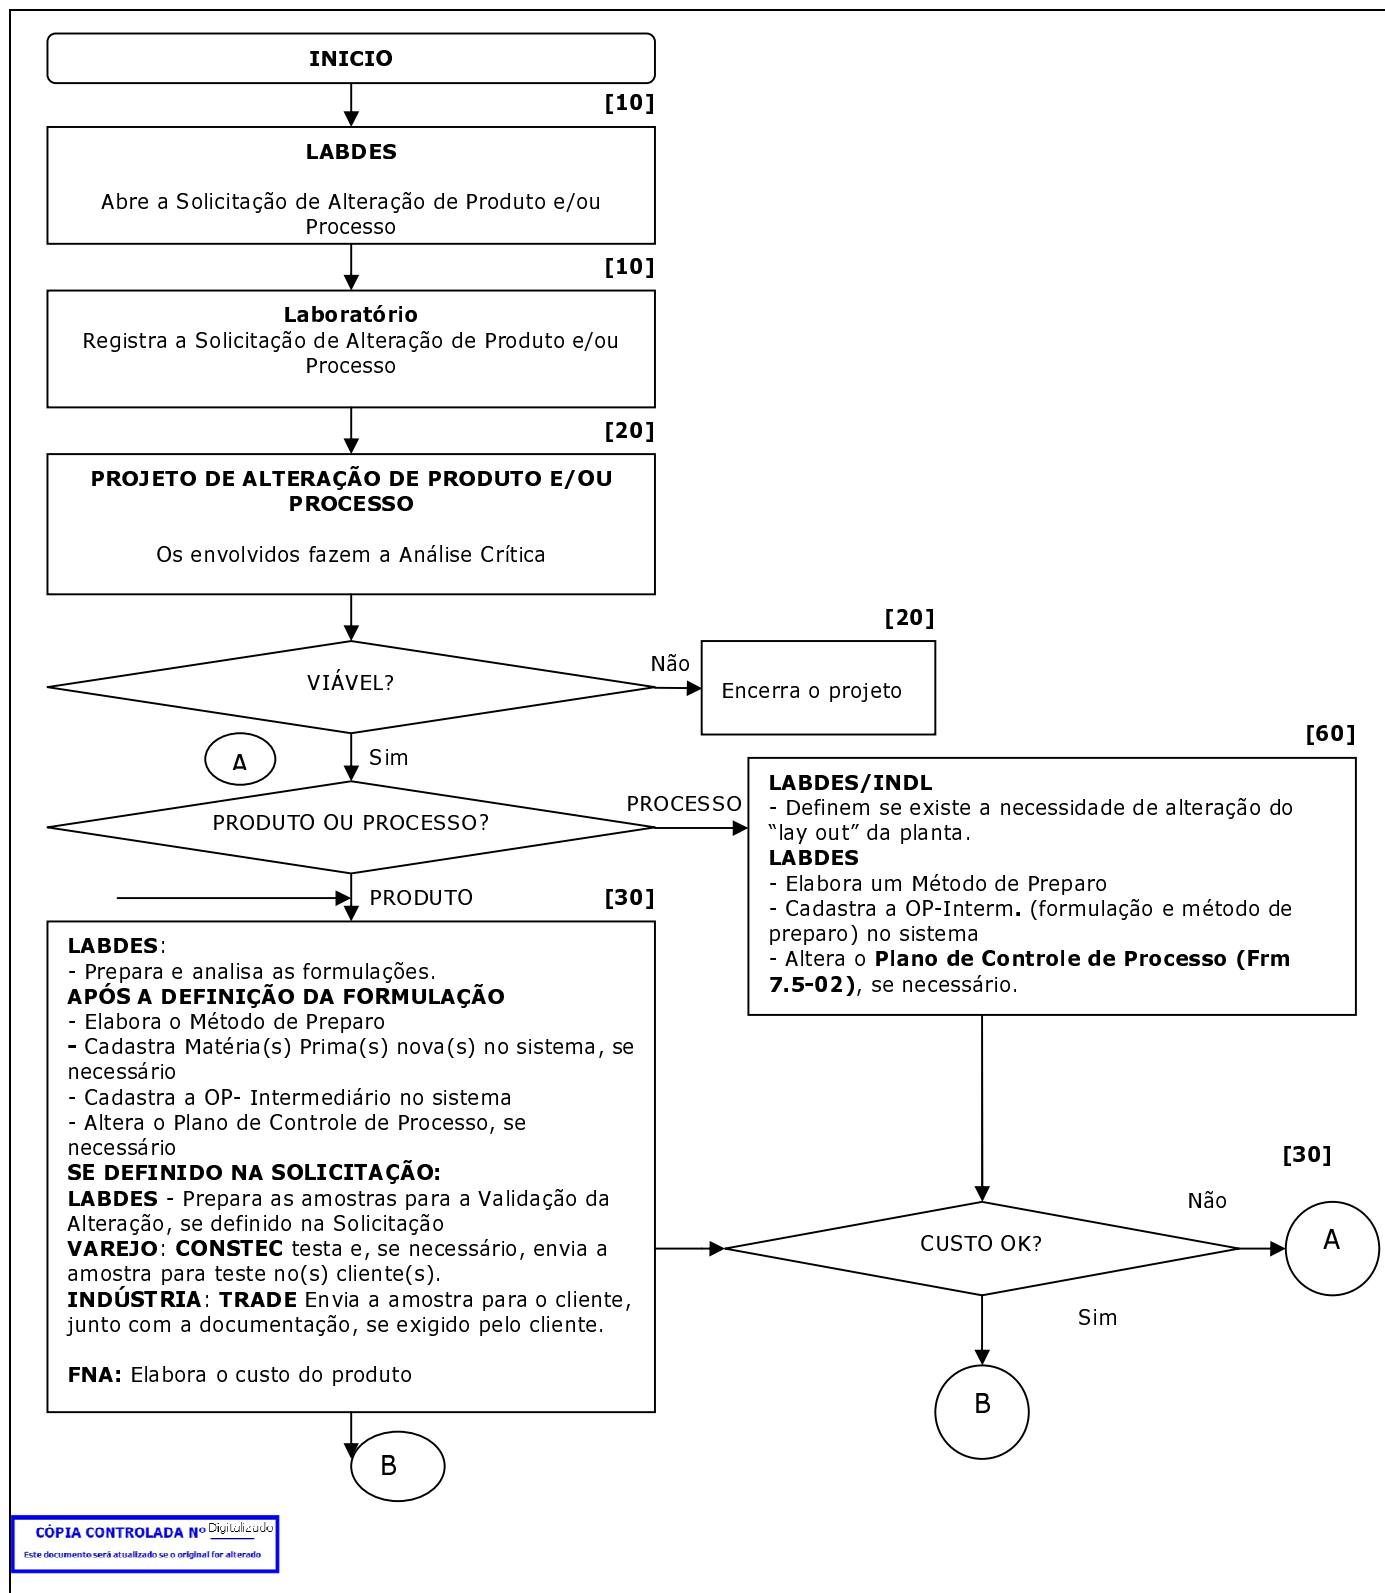 INICIO
[10]
LABDES
Abre a Solicitação de Alteração de Produto e/ou
Processo
[10]
Laboratório
Registra a Solicitação de Alteração de Produto e/ou
Processo
[20]
PROJETO DE ALTERAÇÃO DE PRODUTO E/OU
PROCESSO
Os envolvidos fazem a Análise Crítica
VIÁVEL?
Não
[20]
Encerra o projeto
A
Sim
PRODUTO OU PROCESSO?
PROCESSO
[60]
LABDES/INDL
- Definem se existe a necessidade de alteração do
“lay out” da planta.
LABDES
- Elabora um Método de Preparo
- Cadastra a OP-Interm. (formulação e método de
preparo) no sistema
- Altera o Plano de Controle de Processo (Frm
7.5-02), se necessário.
PRODUTO
[30]
LABDES:
- Prepara e analisa as formulações.
APÓS A DEFINIÇÃO DA FORMULAÇÃO
- Elabora o Método de Preparo
- Cadastra Matéria(s) Prima(s) nova(s) no sistema, se
necessário
- Cadastra a OP- Intermediário no sistema
- Altera o Plano de Controle de Processo, se
necessário
SE DEFINIDO NA SOLICITAÇÃO:
LABDES - Prepara as amostras para a Validação da
Alteração, se definido na Solicitação
VAREJO: CONSTEC testa e, se necessário, envia a
amostra para teste no(s) cliente(s).
INDÚSTRIA: TRADE Envia a amostra para o cliente,
junto com a documentação, se exigido pelo cliente.
FNA: Elabora o custo do produto
CUSTO OK?
Não
[30]
A
Sim
B
B
CÓPIA CONTROLADA Nº Digitalizado
Este documento será atualizado se o original for alterado